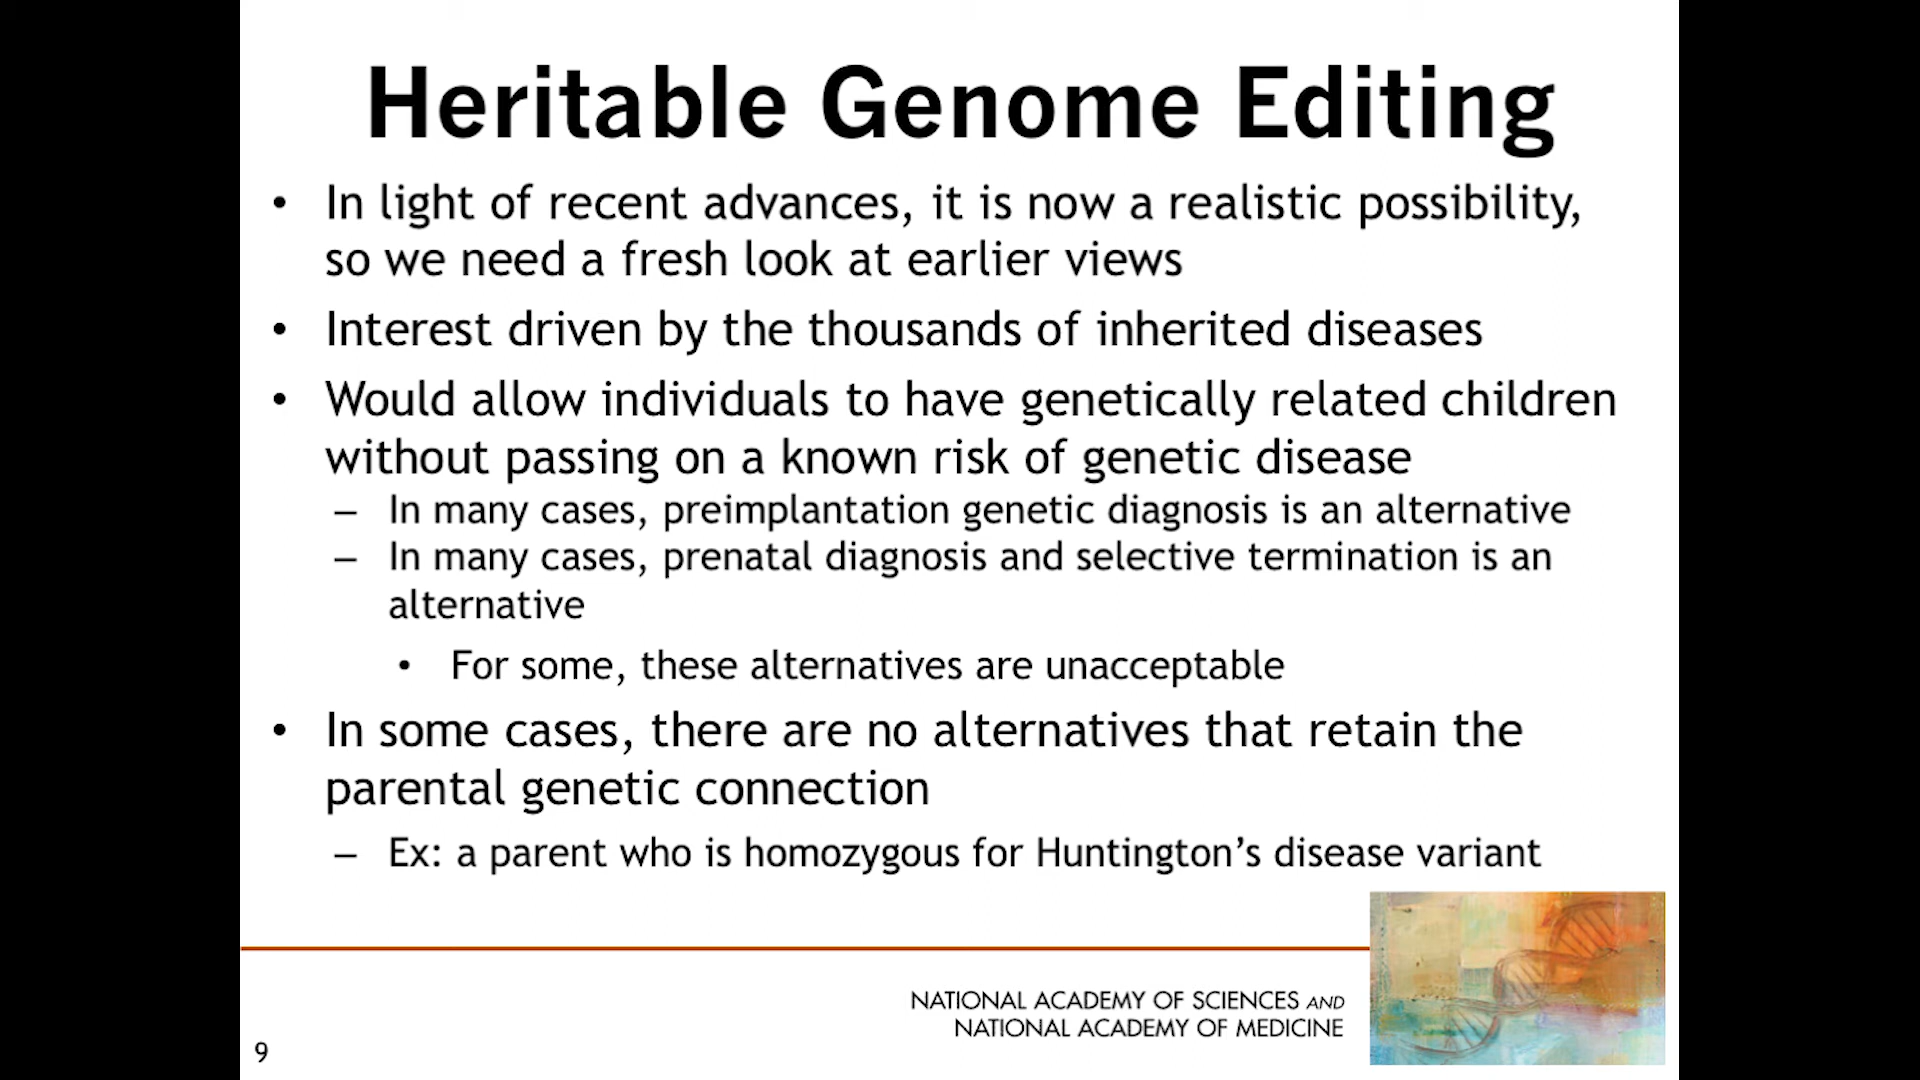 Heritable Genome Editing
• In light of recent advances, it is now a realistic possibility,
so we need a fresh look at earlier views
• Interest driven by the thousands of inherited diseases
• Would allow individuals to have genetically related children
without passing on a known risk of genetic disease
– In many cases, preimplantation genetic diagnosis is an alternative
– In many cases, prenatal diagnosis and selective termination is an
alternative
• For some, these alternatives are unacceptable
• In some cases, there are no alternatives that retain the
parental genetic connection
– Ex: a parent who is homozygous for Huntington’s disease variant
NATIONAL ACADEMY OF SCIENCES AND
NATIONAL ACADEMY OF MEDICINE
9